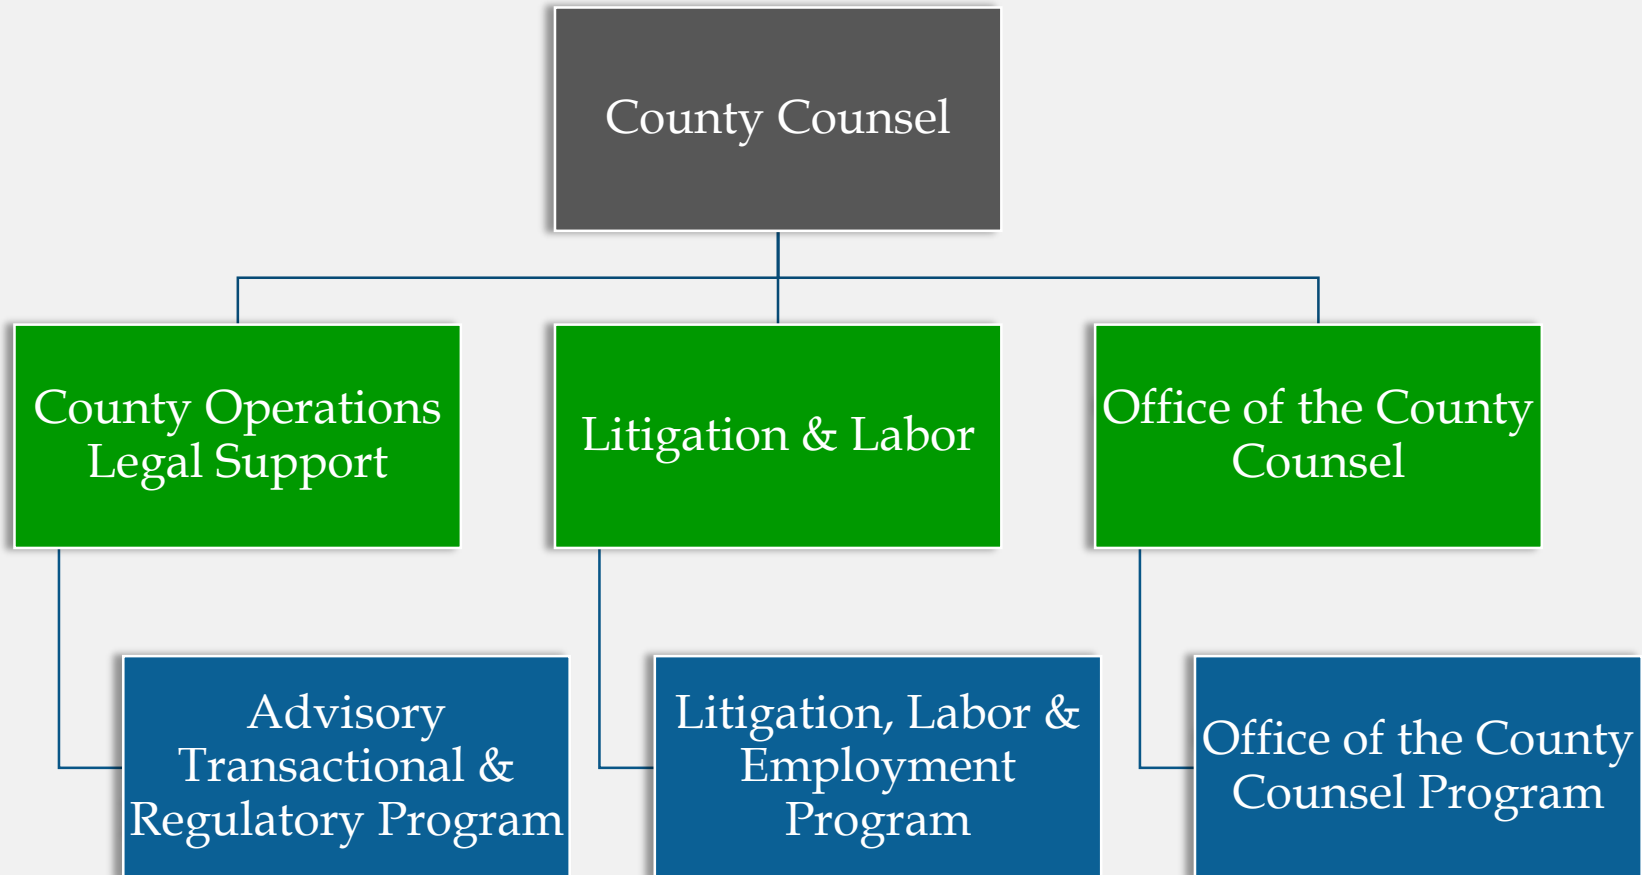 County Counsel
County Operations
Legal Support
Litigation & Labor
Office of the County
Counsel
Advisory
Transactional &
Regulatory Program
Litigation, Labor &
Employment
Program
Office of the County
Counsel Program